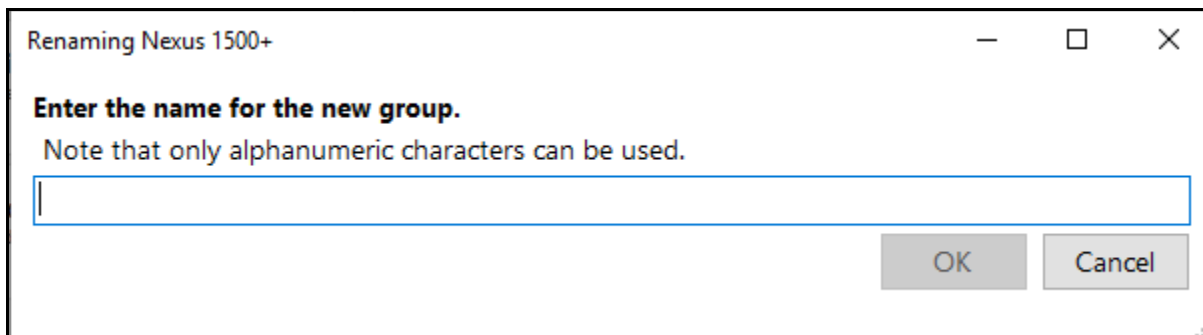 Renaming Nexus 1500+
Enter the name for the new group.
Note that only alphanumeric characters can be used.
OK
Cancel